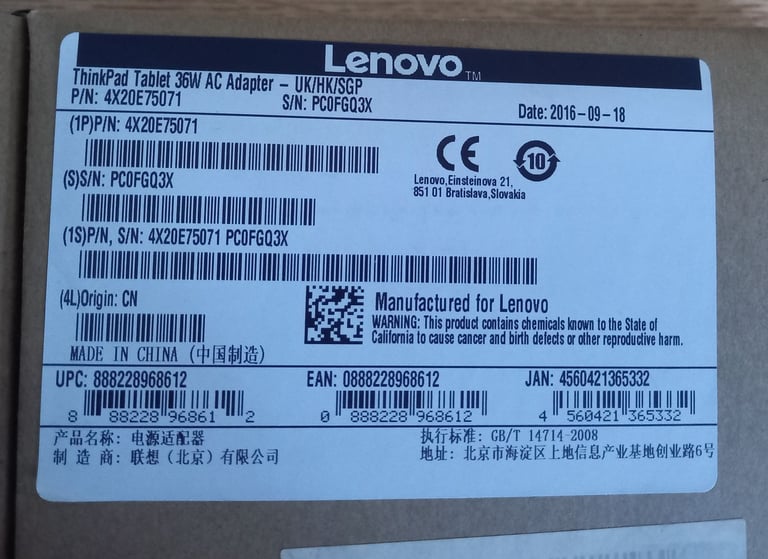 Lenovo TM
ThinkPad Tablet 36W AC Adapter - UK/HK/SGP
P/N: 4X20E75071 S/N: PC0FGQ3X Date: 2016-09-18
(1P)P/N: 4X20E75071
(S)S/N: PC0FGQ3X
10
Lenovo,Einsteinova 21,
851 01 Bratislava,Slovakia
(1S)P/N, S/N: 4X20E75071 PC0FGQ3X
(4L)Origin: CN
MADE IN CHINA (中国制造)
Manufactured for Lenovo
WARNING: This product contains chemicals known to the State of
California to cause cancer and birth defects or other reproductive harm.
UPC: 888228968612 EAN: 0888228968612 JAN: 4560421365332
8 88228 96861 2 0 888228 968612 4 560421 365332
产品名称: 电源适配器 执行标准: GB/T 14714-2008
制 造 商: 联想 (北京) 有限公司 地址: 北京市海淀区上地信息产业基地创业路6号